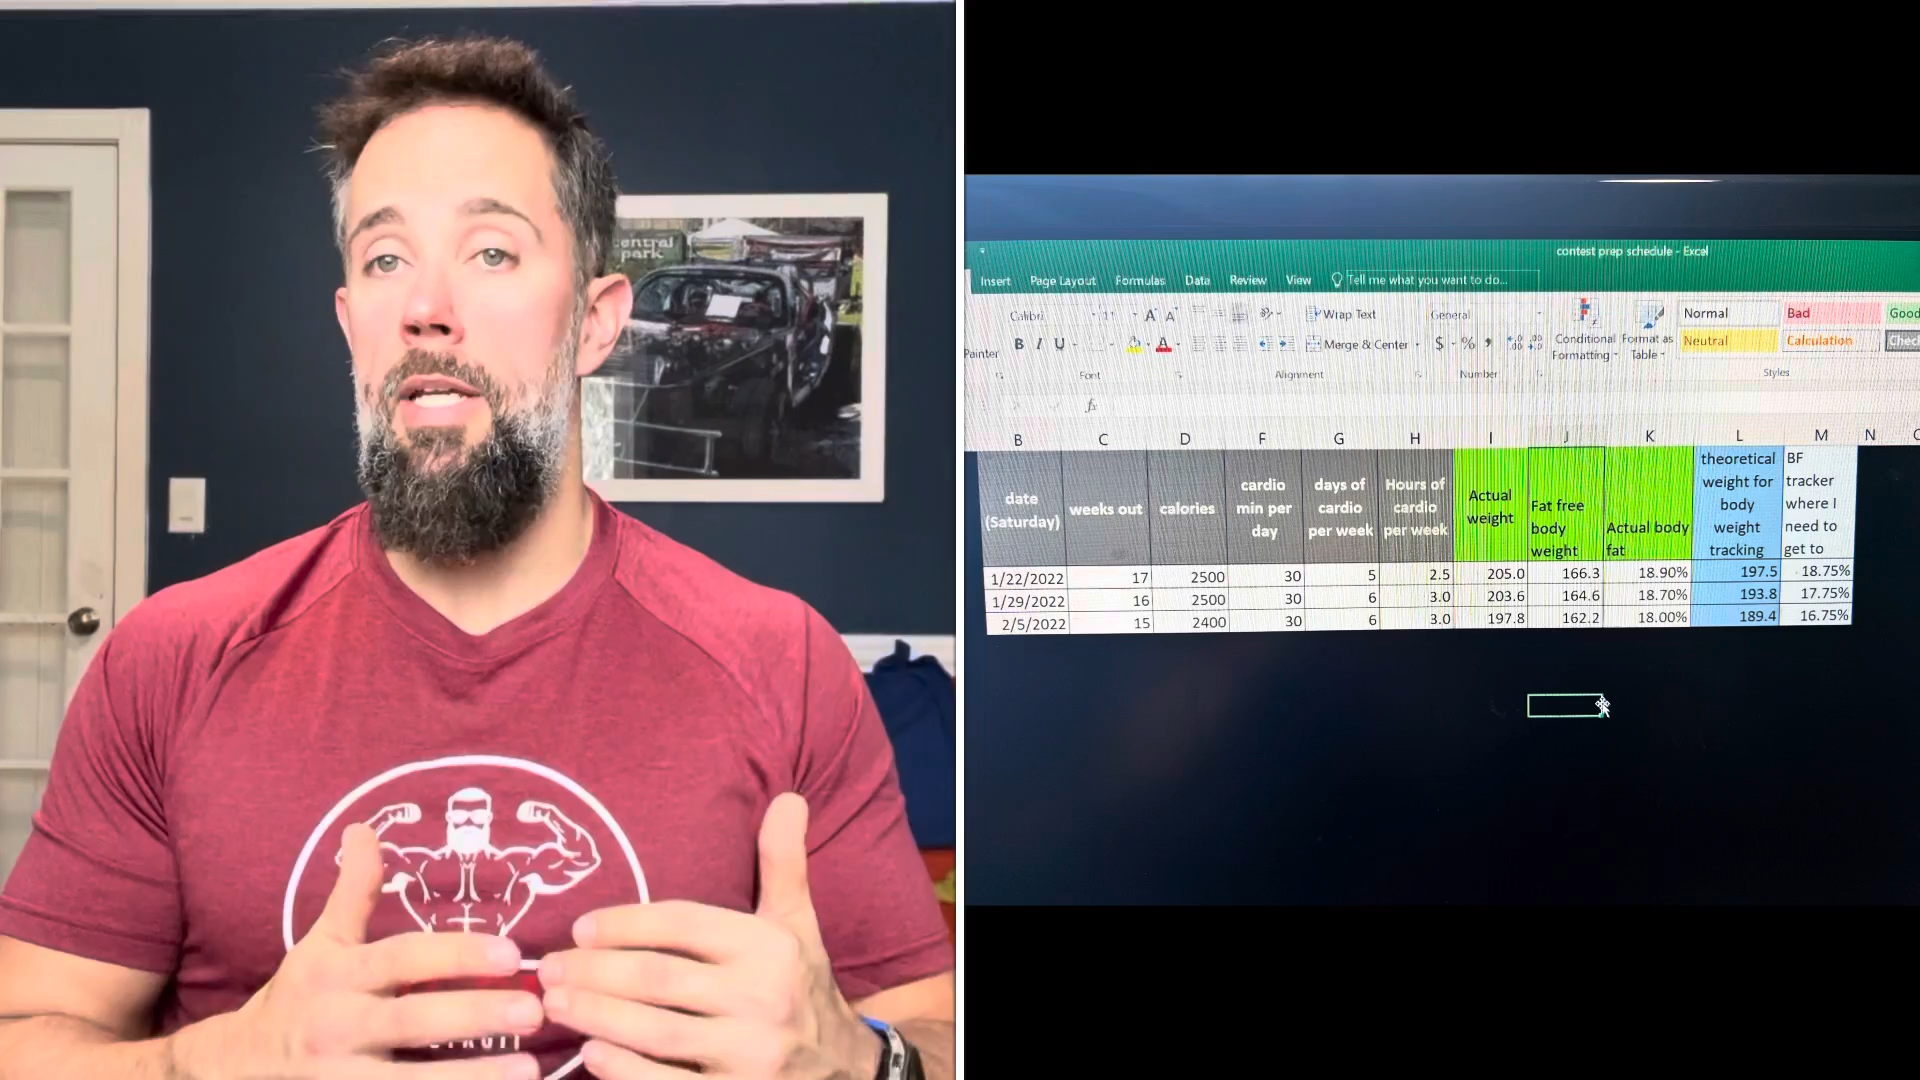 entral
park
contest prep schedule - Excel
Insert Page Layout Formulas Data Review View Tell me what you want to do...
Calibri 11 A A Wrap Text General Normal Bad Good
Painter B I U A Merge & Center $ % Conditional Formatting Format as Table Neutral Calculation Chec
Font Alignment Number Styles
fx
B C D F G H I J K L M N
date (Saturday) weeks out calories cardio min per day days of cardio per week Hours of cardio per week Actual weight Fat free body weight Actual body fat theoretical weight for body weight tracking BF tracker where I need to get to
1/22/2022 17 2500 30 5 2.5 205.0 166.3 18.90% 197.5 18.75%
1/29/2022 16 2500 30 6 3.0 203.6 164.6 18.70% 193.8 17.75%
2/5/2022 15 2400 30 6 3.0 197.8 162.2 18.00% 189.4 16.75%